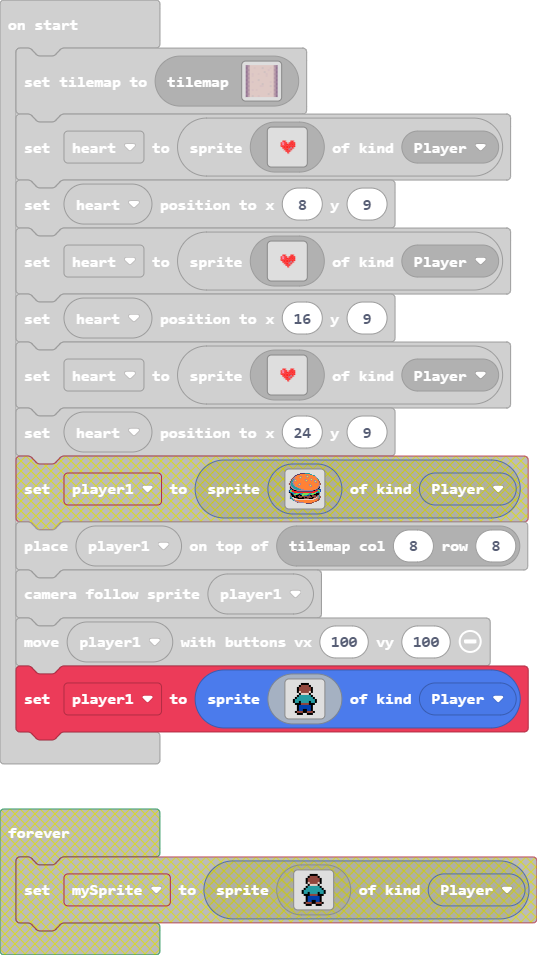 on start
set tilemap to tilemap
set heart to sprite of kind Player
set heart position to x 8 y 9
set heart to sprite of kind Player
set heart position to x 16 y 9
set heart to sprite of kind Player
set heart position to x 24 y 9
set player1 to sprite of kind Player
place player1 on top of tilemap col 8 row 8
camera follow sprite player1
move player1 with buttons vx 100 vy 100
set player1 to sprite of kind Player
forever
set mySprite to sprite of kind Player